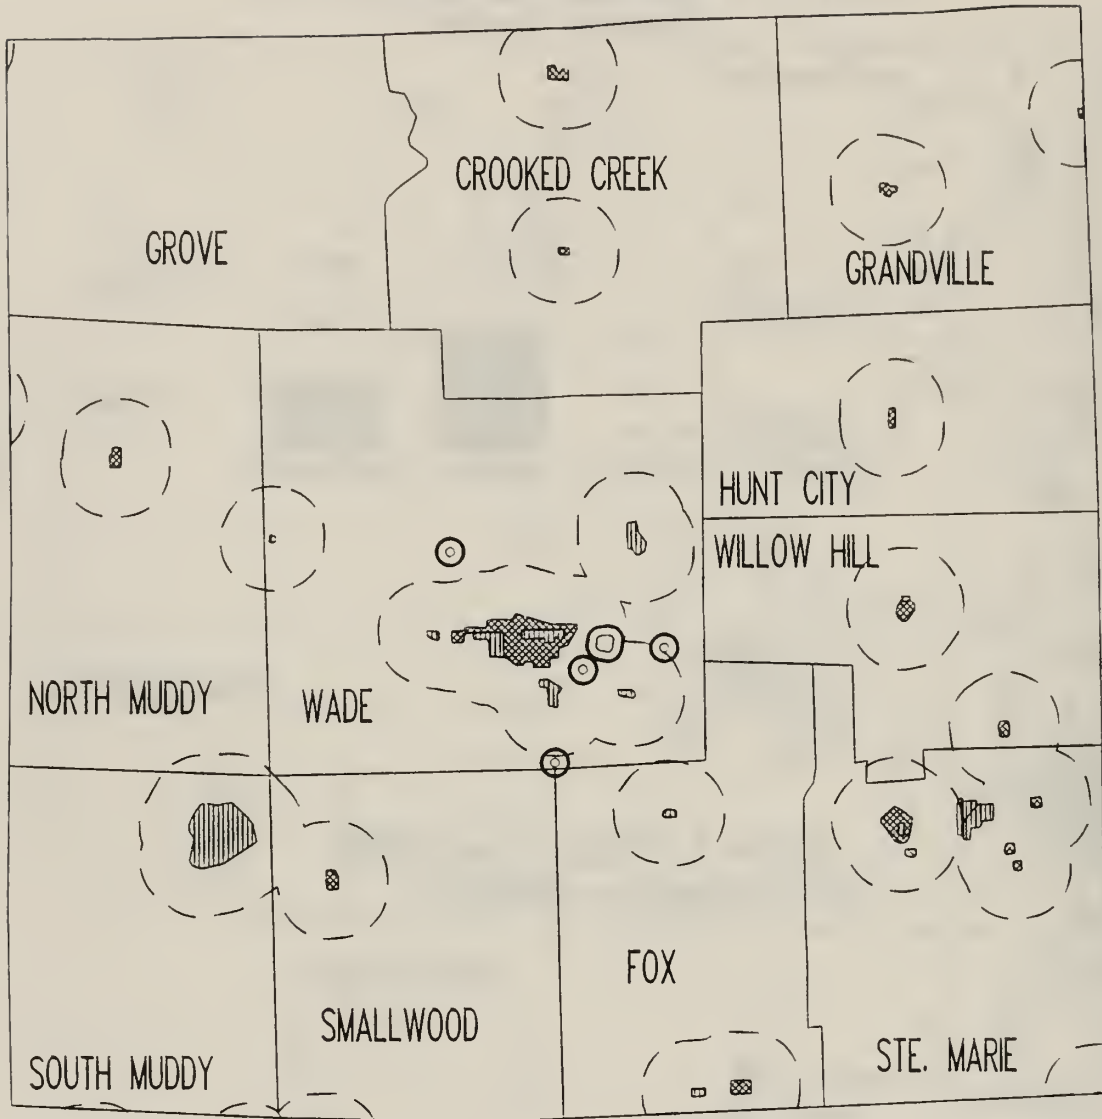 CROOKED CREEK
GROVE
GRANDVILLE
HUNT CITY
WILLOW HILL
NORTH MUDDY
WADE
FOX
SMALLWOOD
STE. MARIE
SOUTH MUDDY